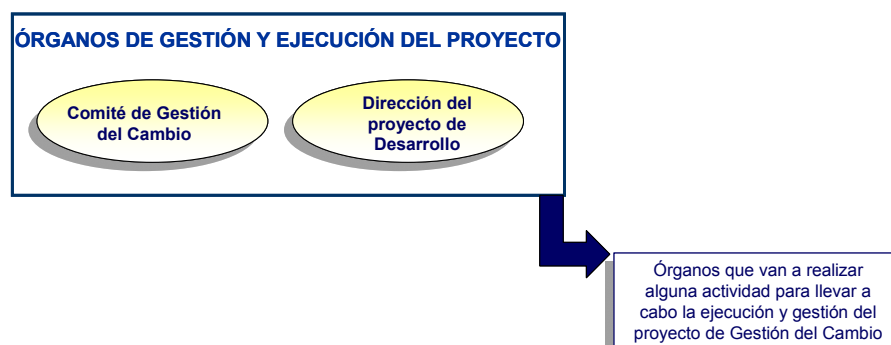 ÓRGANOS DE GESTIÓN Y EJECUCIÓN DEL PROYECTO
Comité de Gestión
del Cambio
Dirección del
proyecto de
Desarrollo
Órganos que van a realizar
alguna actividad para llevar a
cabo la ejecución y gestión del
proyecto de Gestión del Cambio